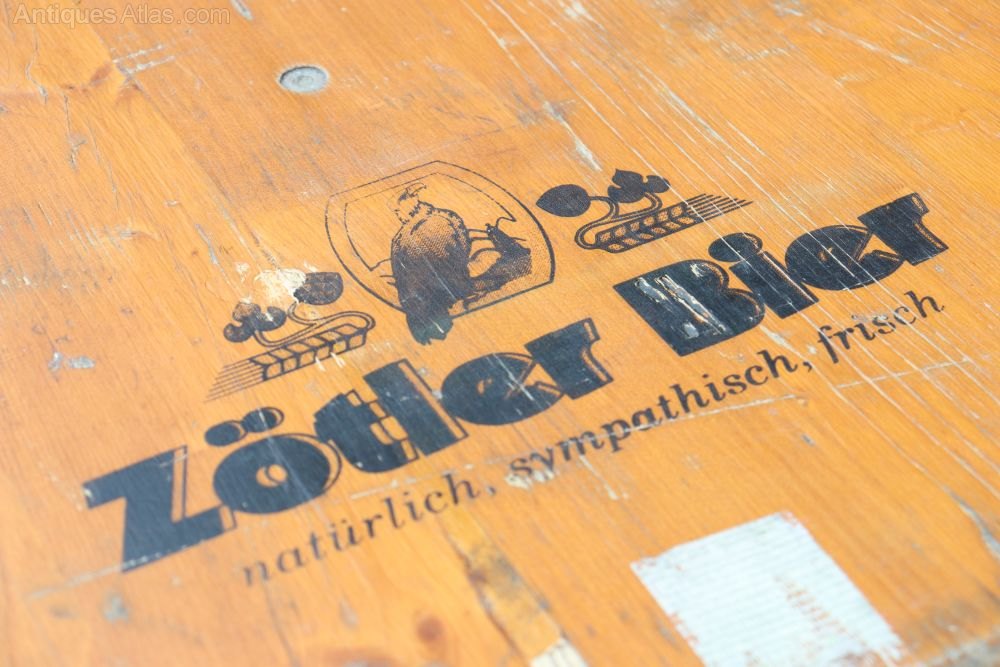 AntiquesAtlas.com
Zötler Bier
natürlich, sympathisch, frisch